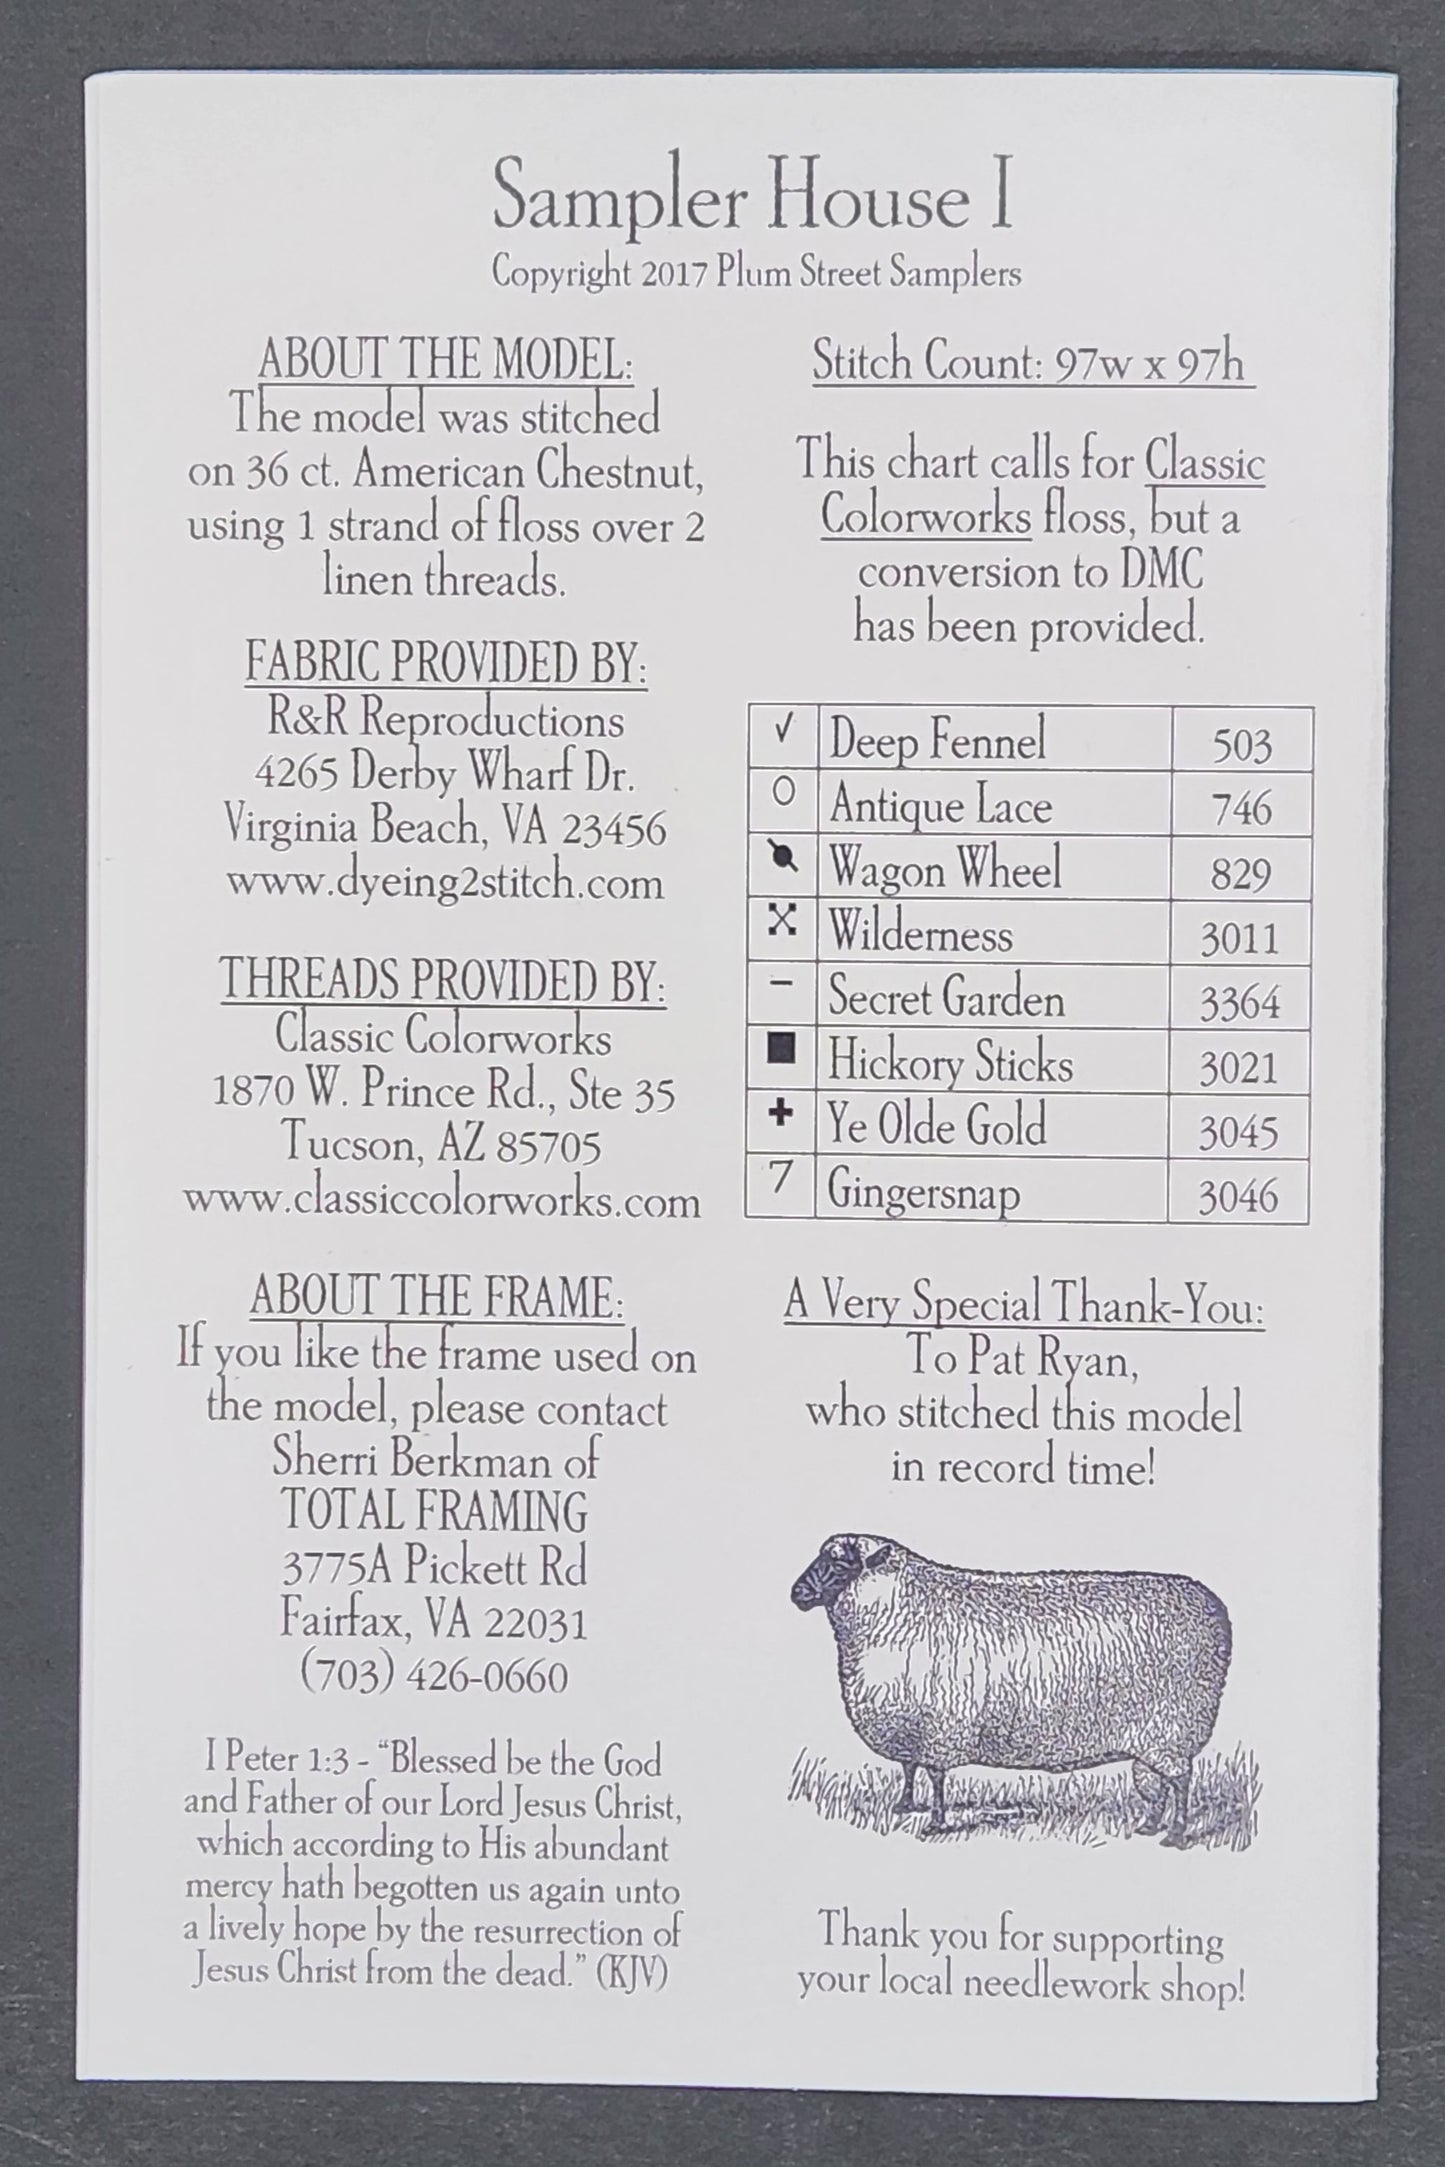 Sampler House I
Copyright 2017 Plum Street Samplers
ABOUT THE MODEL:
The model was stitched
on 36 ct. American Chestnut,
using 1 strand of floss over 2
linen threads.
FABRIC PROVIDED BY:
R&R Reproductions
4265 Derby Wharf Dr.
Virginia Beach, VA 23456
www.dyeing2stitch.com
THREADS PROVIDED BY:
Classic Colorworks
1870 W. Prince Rd., Ste 35
Tucson, AZ 85705
www.classiccolorworks.com
ABOUT THE FRAME:
If you like the frame used on
the model, please contact
Sherri Berkman of
TOTAL FRAMING
3775A Pickett Rd
Fairfax, VA 22031
(703) 426-0660
I Peter 1:3 - “Blessed be the God
and Father of our Lord Jesus Christ,
which according to His abundant
mercy hath begotten us again unto
a lively hope by the resurrection of
Jesus Christ from the dead.” (KJV)
Stitch Count: 97w x 97h
This chart calls for Classic
Colorworks floss, but a
conversion to DMC
has been provided.
√ Deep Fennel 503
O Antique Lace 746
Wagon Wheel 829
Wilderness 3011
– Secret Garden 3364
■ Hickory Sticks 3021
+ Ye Olde Gold 3045
7 Gingersnap 3046
A Very Special Thank-You:
To Pat Ryan,
who stitched this model
in record time!
Thank you for supporting
your local needlework shop!